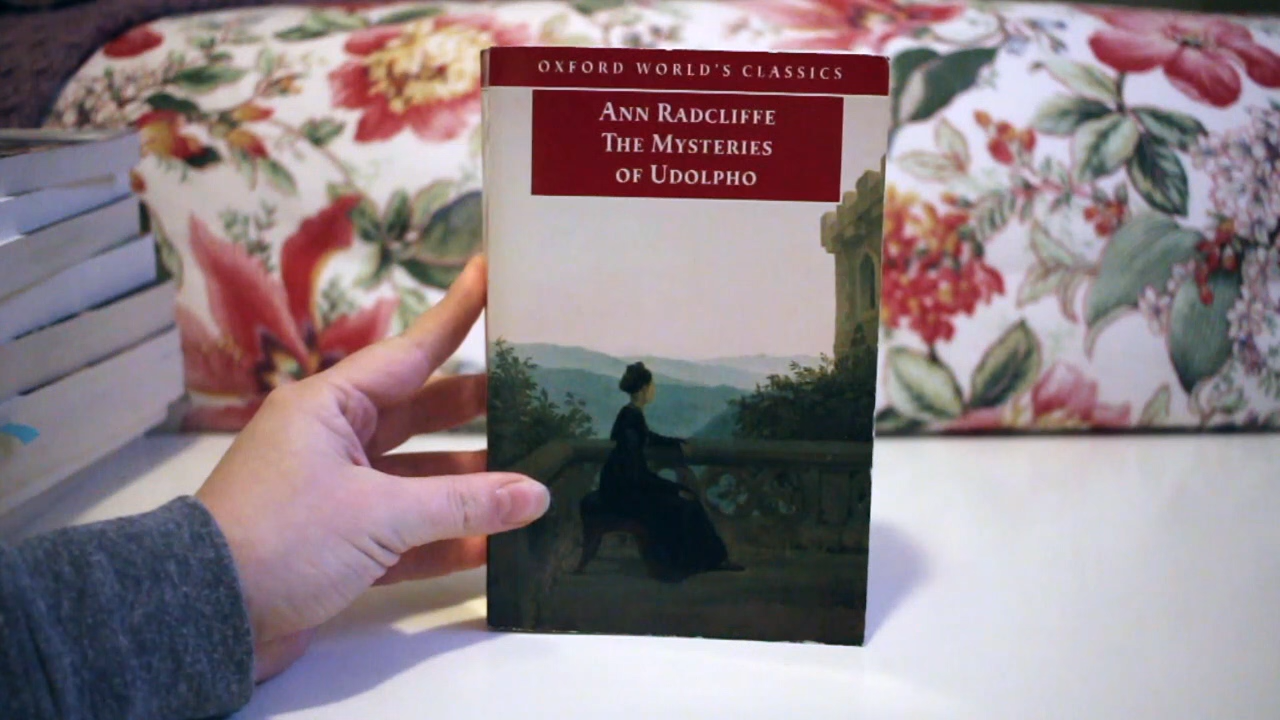 OXFORD WORLD'S CLASSICS
ANN RADCLIFFE
THE MYSTERIES
OF UDOLPHO